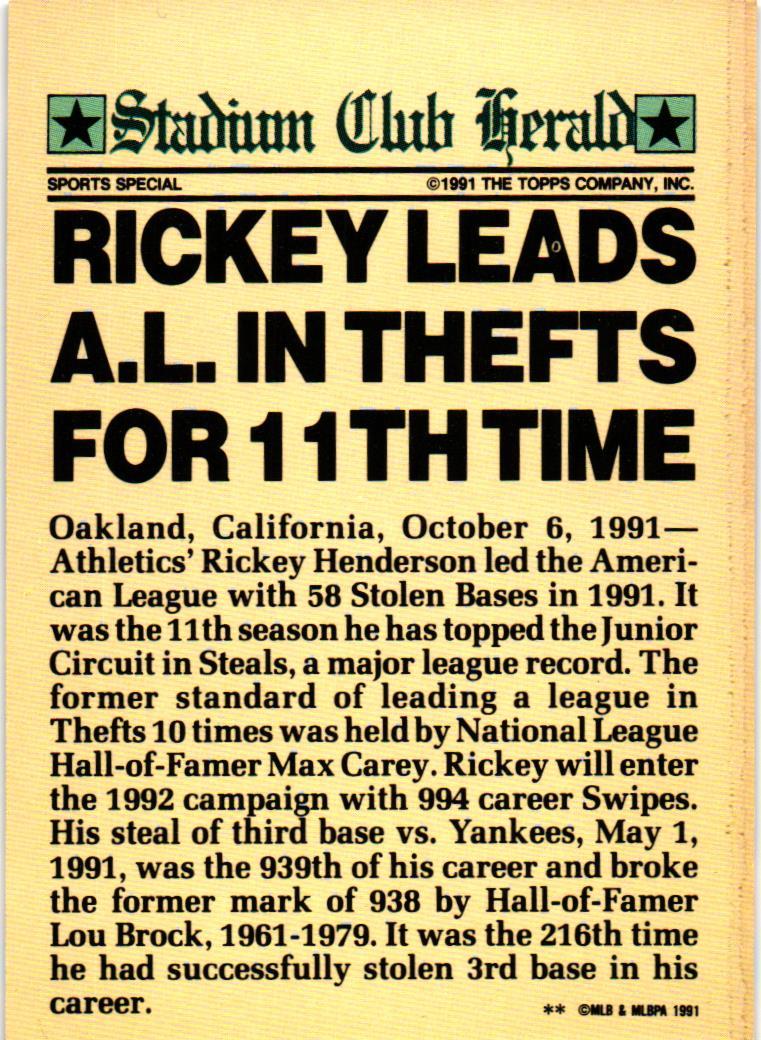 Stadium Club Herald
SPORTS SPECIAL ©1991 THE TOPPS COMPANY, INC.
RICKEY LEADS
A.L. IN THEFTS
FOR 11TH TIME
Oakland, California, October 6, 1991—
Athletics' Rickey Henderson led the Ameri-
can League with 58 Stolen Bases in 1991. It
was the 11th season he has topped the Junior
Circuit in Steals, a major league record. The
former standard of leading a league in
Thefts 10 times was held by National League
Hall-of-Famer Max Carey. Rickey will enter
the 1992 campaign with 994 career Swipes.
His steal of third base vs. Yankees, May 1,
1991, was the 939th of his career and broke
the former mark of 938 by Hall-of-Famer
Lou Brock, 1961-1979. It was the 216th time
he had successfully stolen 3rd base in his
career.
** ©MLB & MLBPA 1991